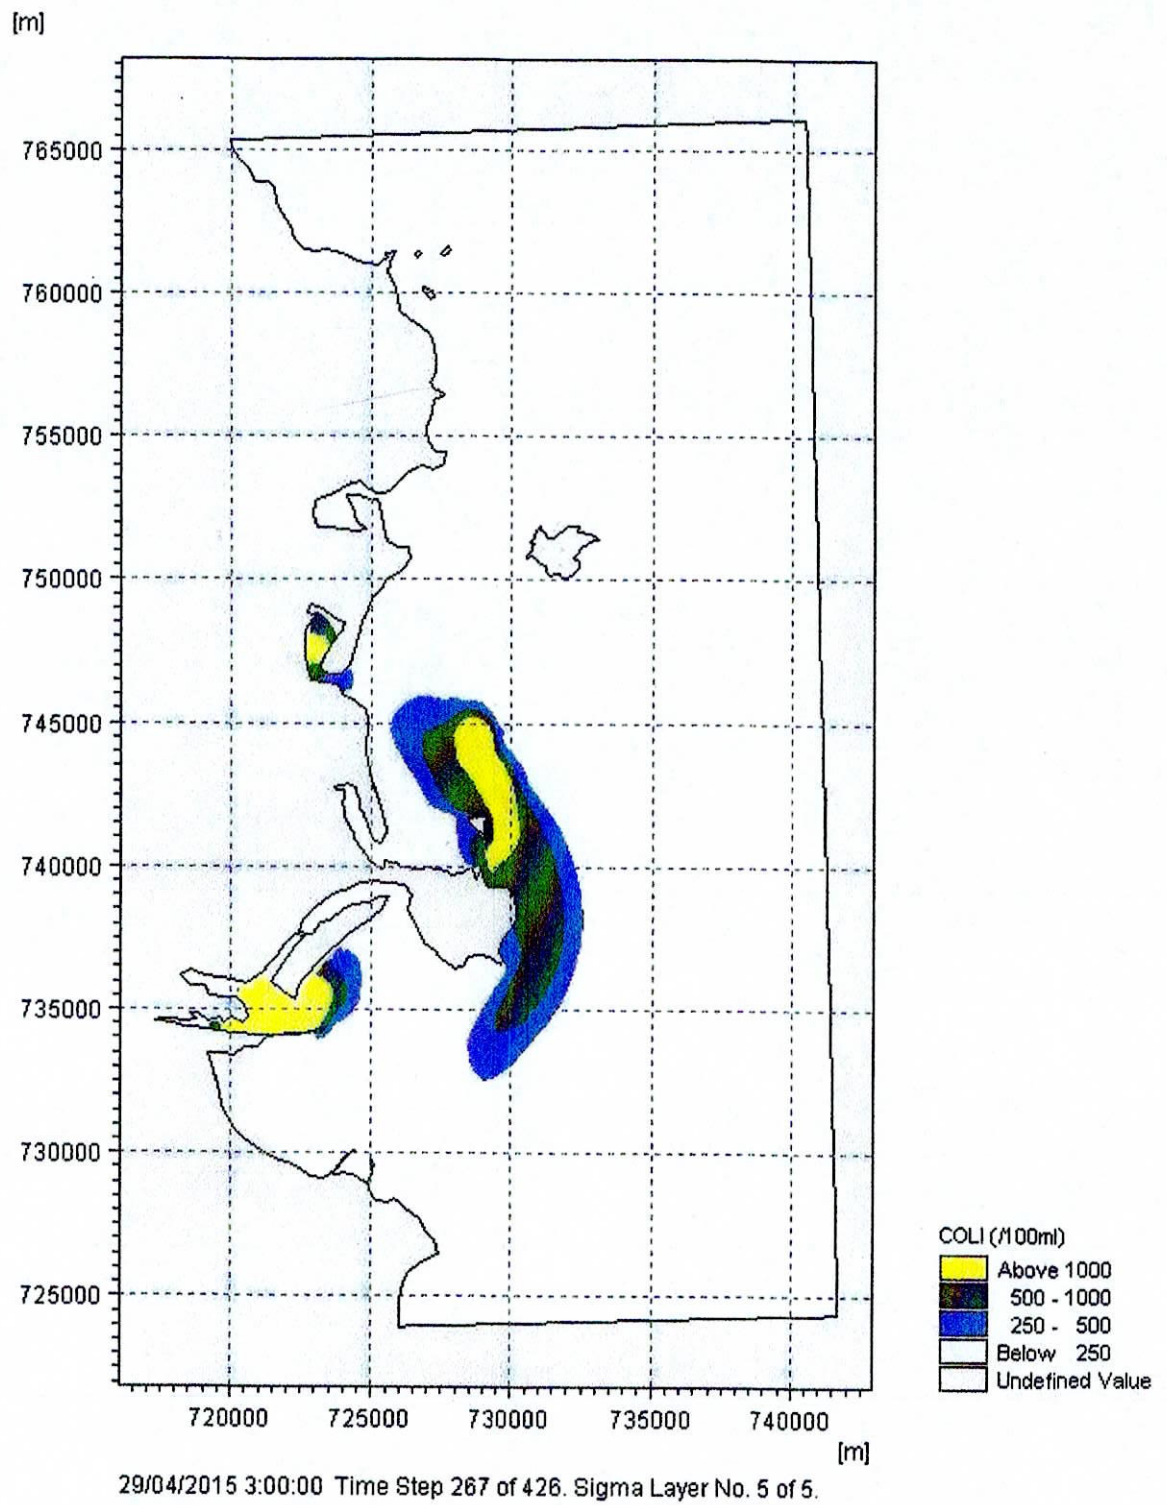 [m]
765000
760000
755000
750000
745000
740000
735000
730000
725000
720000
725000
730000
735000
740000
[m]
COLI (/100ml)
Above 1000
500 - 1000
250 - 500
Below 250
Undefined Value
29/04/2015 3:00:00 Time Step 267 of 426. Sigma Layer No. 5 of 5.